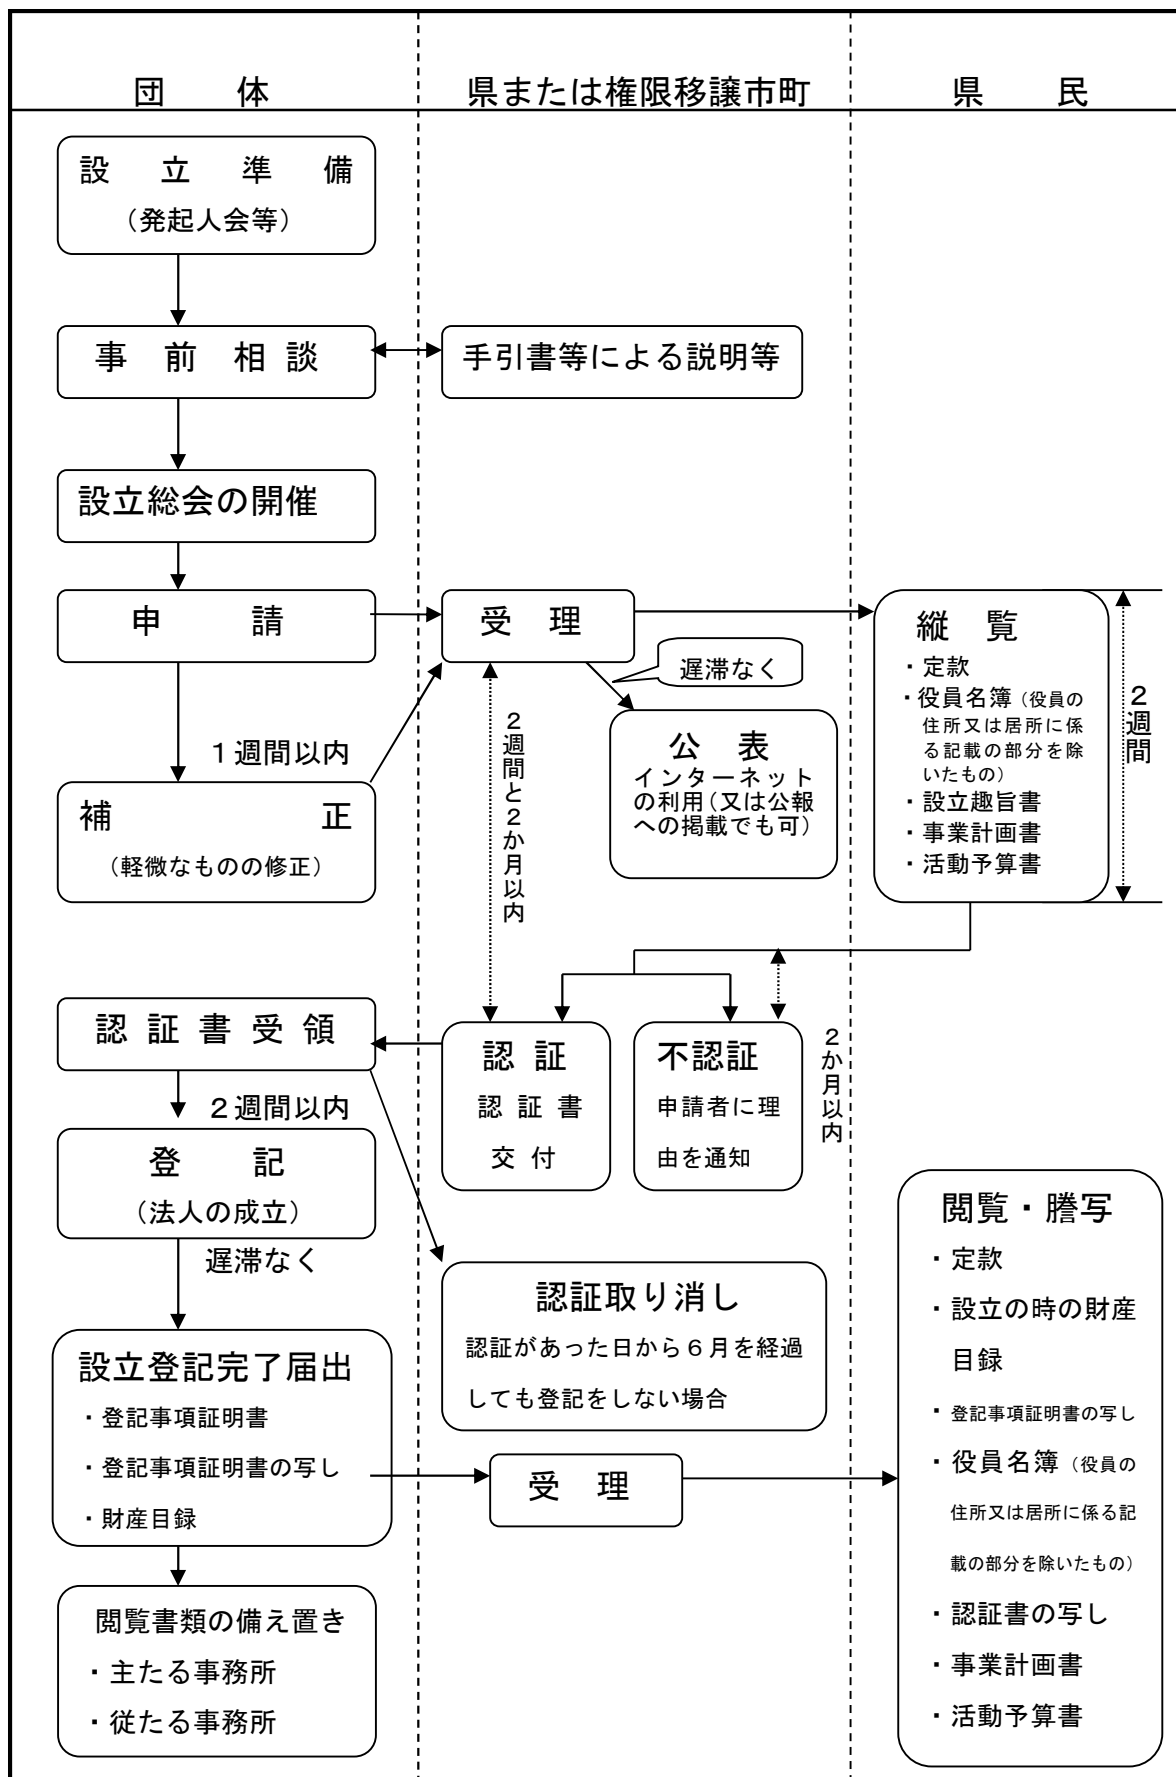 団　体
県または権限移譲市町
県　民
設　立　準　備
（発起人会等）
事　前　相　談
手引書等による説明等
設立総会の開催
申　請
受　理
遅滞なく
公　表
インターネット
の利用（又は公報
への掲載でも可）
縦　覧
・定款
・役員名簿（役員の
住所又は居所に係
る記載の部分を除
いたもの）
・設立趣旨書
・事業計画書
・活動予算書
２週間
１週間以内
補　正
（軽微なものの修正）
２週間と２か月以内
認証書受領
認　証
認　証　書
交　付
不認証
申請者に理
由を通知
２か月以内
２週間以内
登　記
（法人の成立）
遅滞なく
認証取り消し
認証があった日から６月を経過
しても登記をしない場合
設立登記完了届出
・登記事項証明書
・登記事項証明書の写し
・財産目録
受　理
閲覧・謄写
・定款
・設立の時の財産
目録
・登記事項証明書の写し
・役員名簿（役員の
住所又は居所に係る記
載の部分を除いたもの）
・認証書の写し
・事業計画書
・活動予算書
閲覧書類の備え置き
・主たる事務所
・従たる事務所